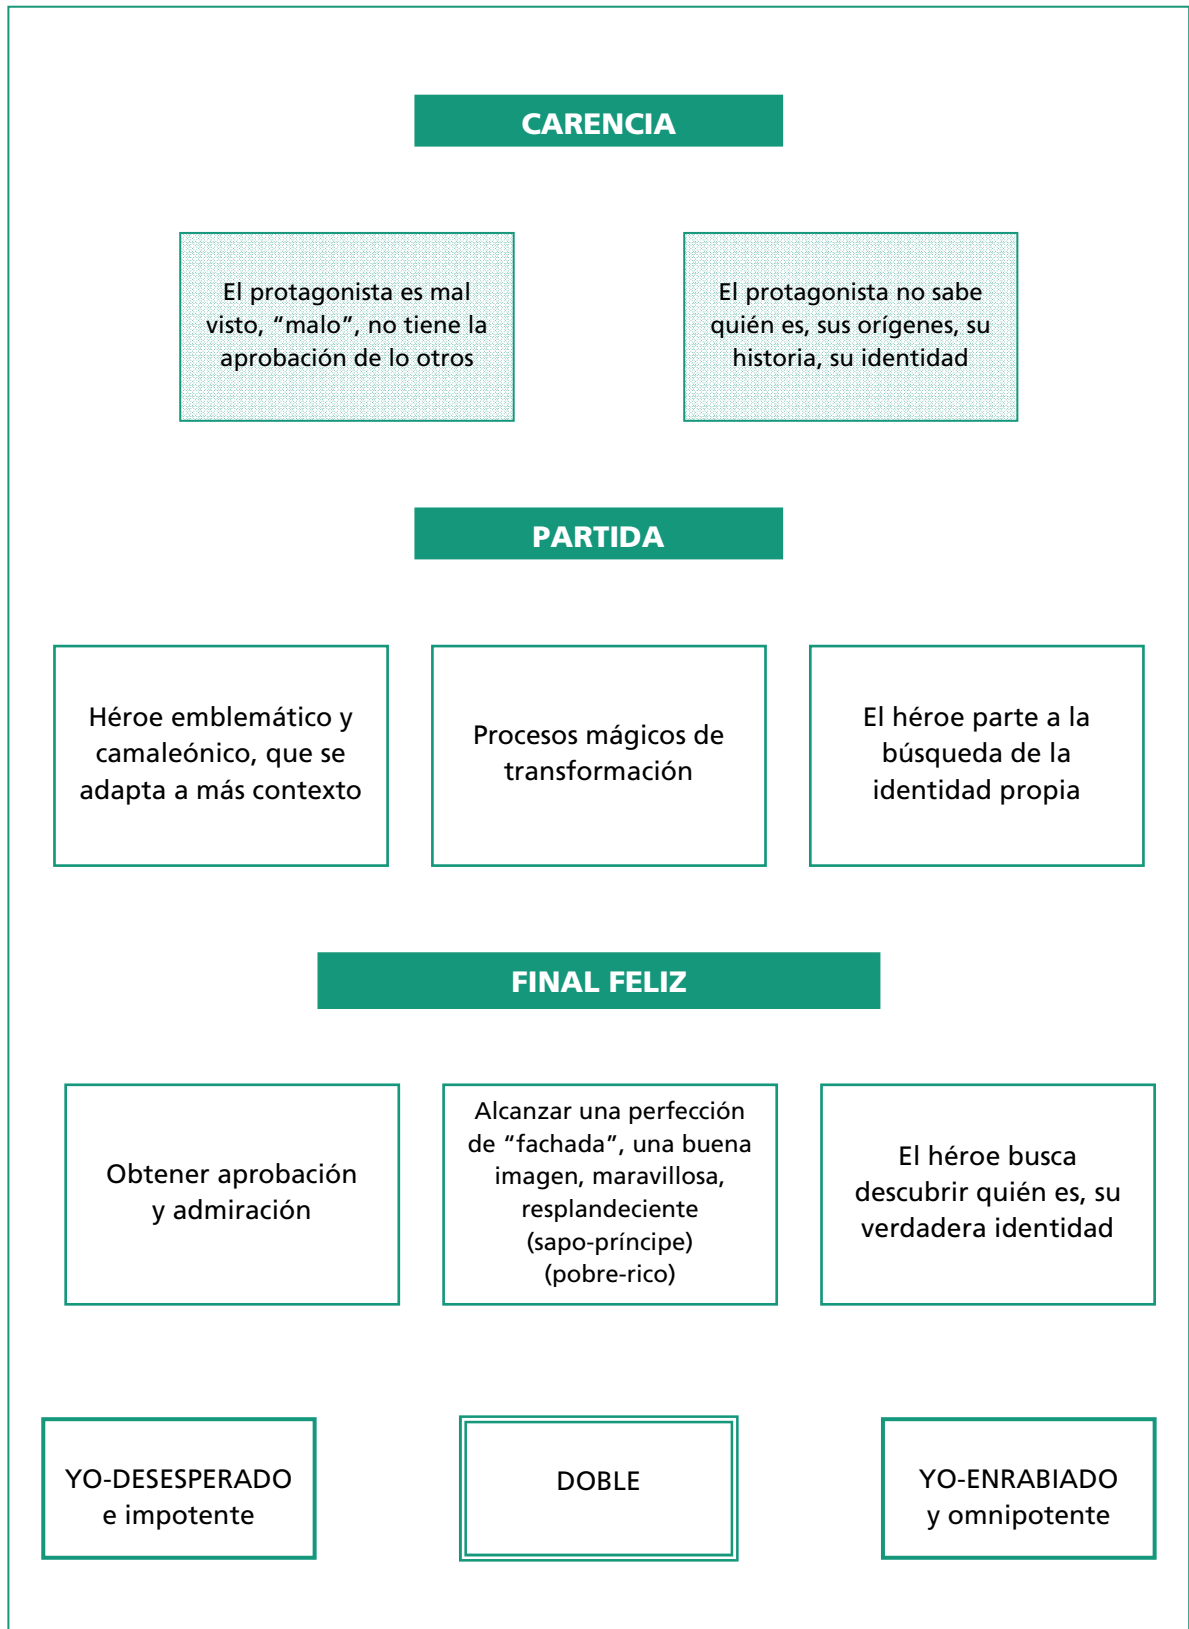 CARENCIA
El protagonista es mal
visto, “malo”, no tiene la
aprobación de lo otros
El protagonista no sabe
quién es, sus orígenes, su
historia, su identidad
PARTIDA
Héroe emblemático y
camaleónico, que se
adapta a más contexto
Procesos mágicos de
transformación
El héroe parte a la
búsqueda de la
identidad propia
FINAL FELIZ
Obtener aprobación
y admiración
Alcanzar una perfección
de “fachada”, una buena
imagen, maravillosa,
resplandeciente
(sapo-príncipe)
(pobre-rico)
El héroe busca
descubrir quién es, su
verdadera identidad
YO-DESESPERADO
e impotente
DOBLE
YO-ENRABIADO
y omnipotente